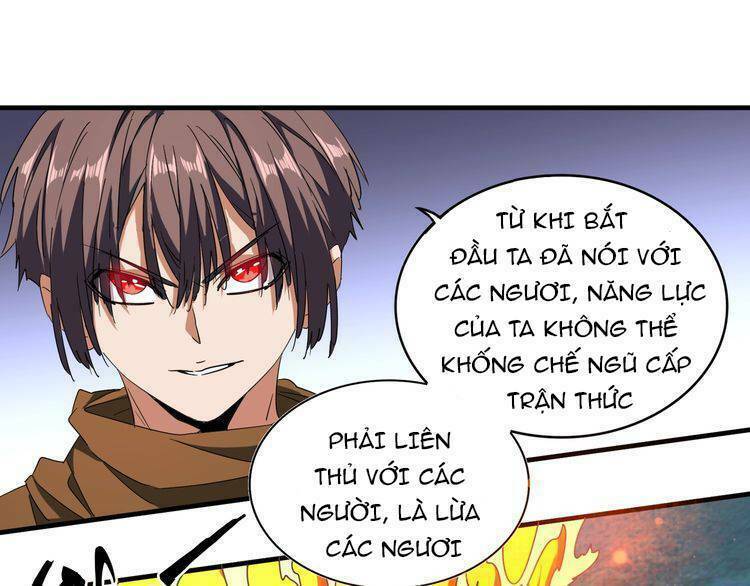 TỪ KHI BẮT
ĐẦU TA ĐÃ NÓI VỚI
CÁC NGƯƠI, NĂNG LỰC
CỦA TA KHÔNG THỂ
KHỐNG CHẾ NGŨ CẤP
TRẬN THỨC
PHẢI LIÊN
THỦ VỚI CÁC
NGƯỜI, LÀ LỪA
CÁC NGƯƠI